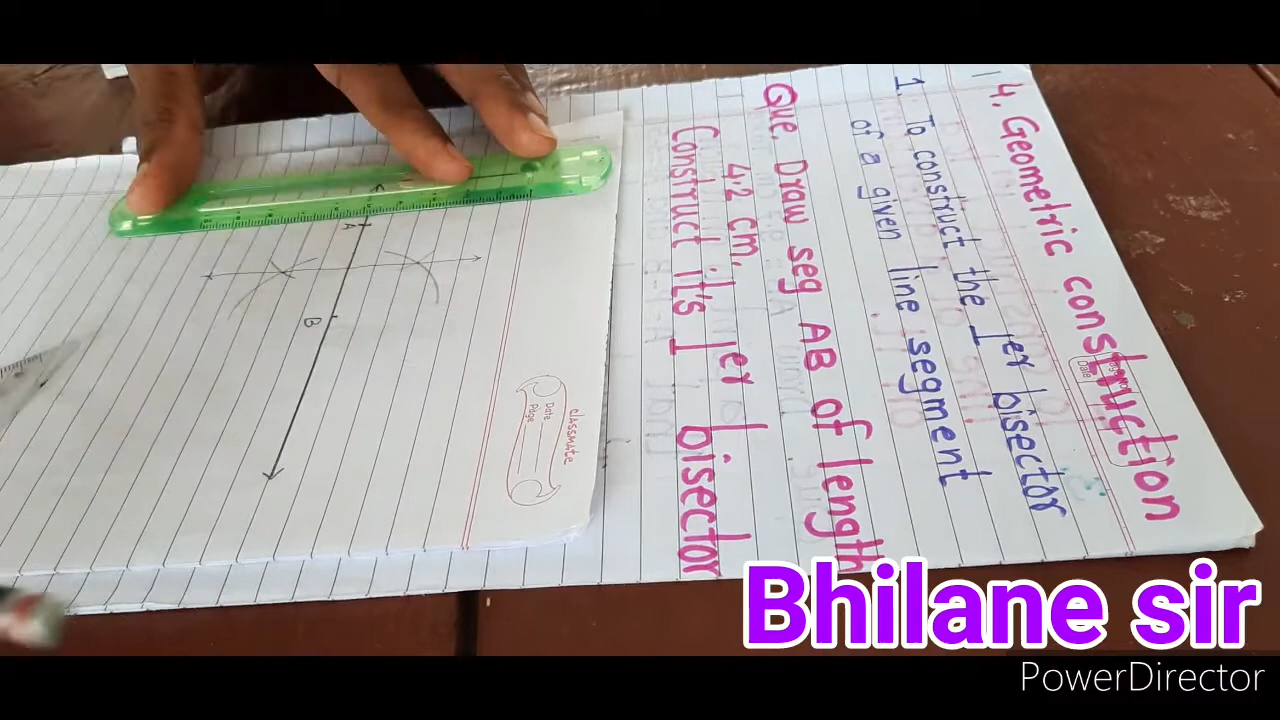 4. Geometric construction
1. To construct the ⊥er bisector
of a given line segment
Que. Draw seg AB of length
4.2 cm.
Construct it's ⊥er bisector
classmate
Date
Page
A
B
Date
Bhilane sir
PowerDirector